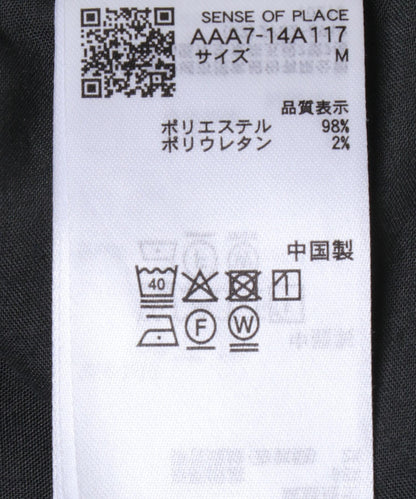 SENSE OF PLACE
AAA7-14A117
サイズ M
品質表示
ポリエステル 98%
ポリウレタン 2%
中国製
40
F W